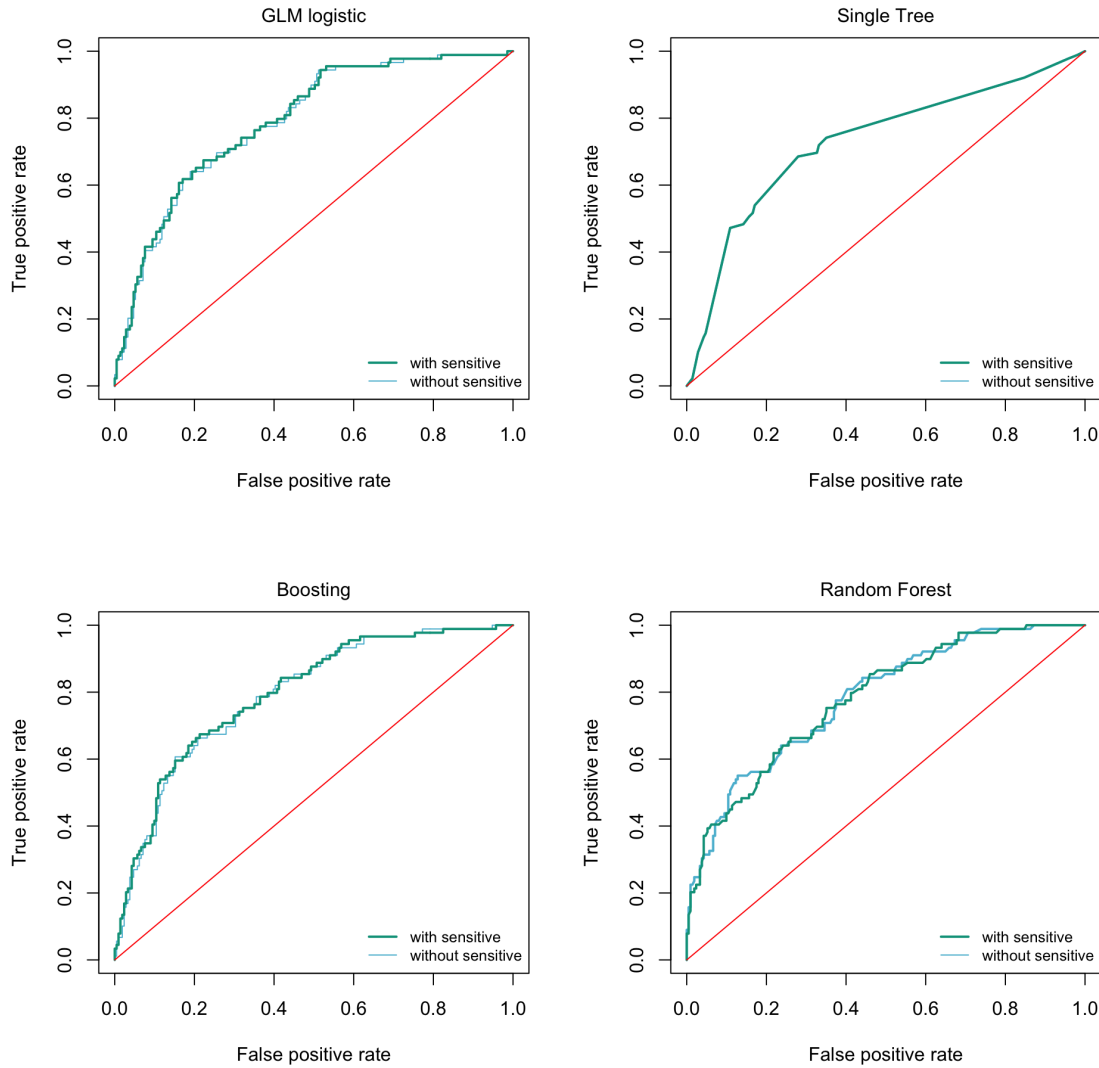 GLM logistic
True positive rate
1.0
0.8
0.6
0.4
0.2
0.0
with sensitive
without sensitive
0.0 0.2 0.4 0.6 0.8 1.0
False positive rate
Single Tree
True positive rate
1.0
0.8
0.6
0.4
0.2
0.0
with sensitive
without sensitive
0.0 0.2 0.4 0.6 0.8 1.0
False positive rate
Boosting
True positive rate
1.0
0.8
0.6
0.4
0.2
0.0
with sensitive
without sensitive
0.0 0.2 0.4 0.6 0.8 1.0
False positive rate
Random Forest
True positive rate
1.0
0.8
0.6
0.4
0.2
0.0
with sensitive
without sensitive
0.0 0.2 0.4 0.6 0.8 1.0
False positive rate